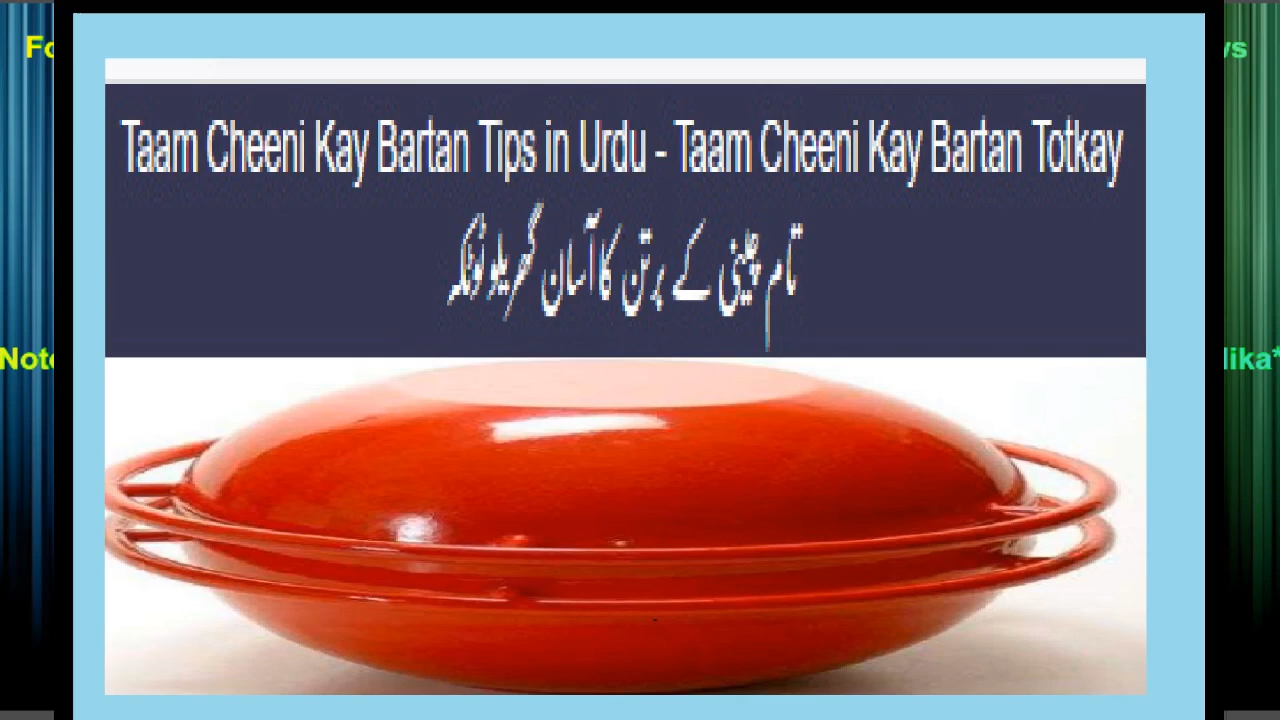 Taam Cheeni Kay Bartan Tips in Urdu - Taam Cheeni Kay Bartan Totkay
تام چینی کے برتن کا آسان گھریلو ٹوٹکہ